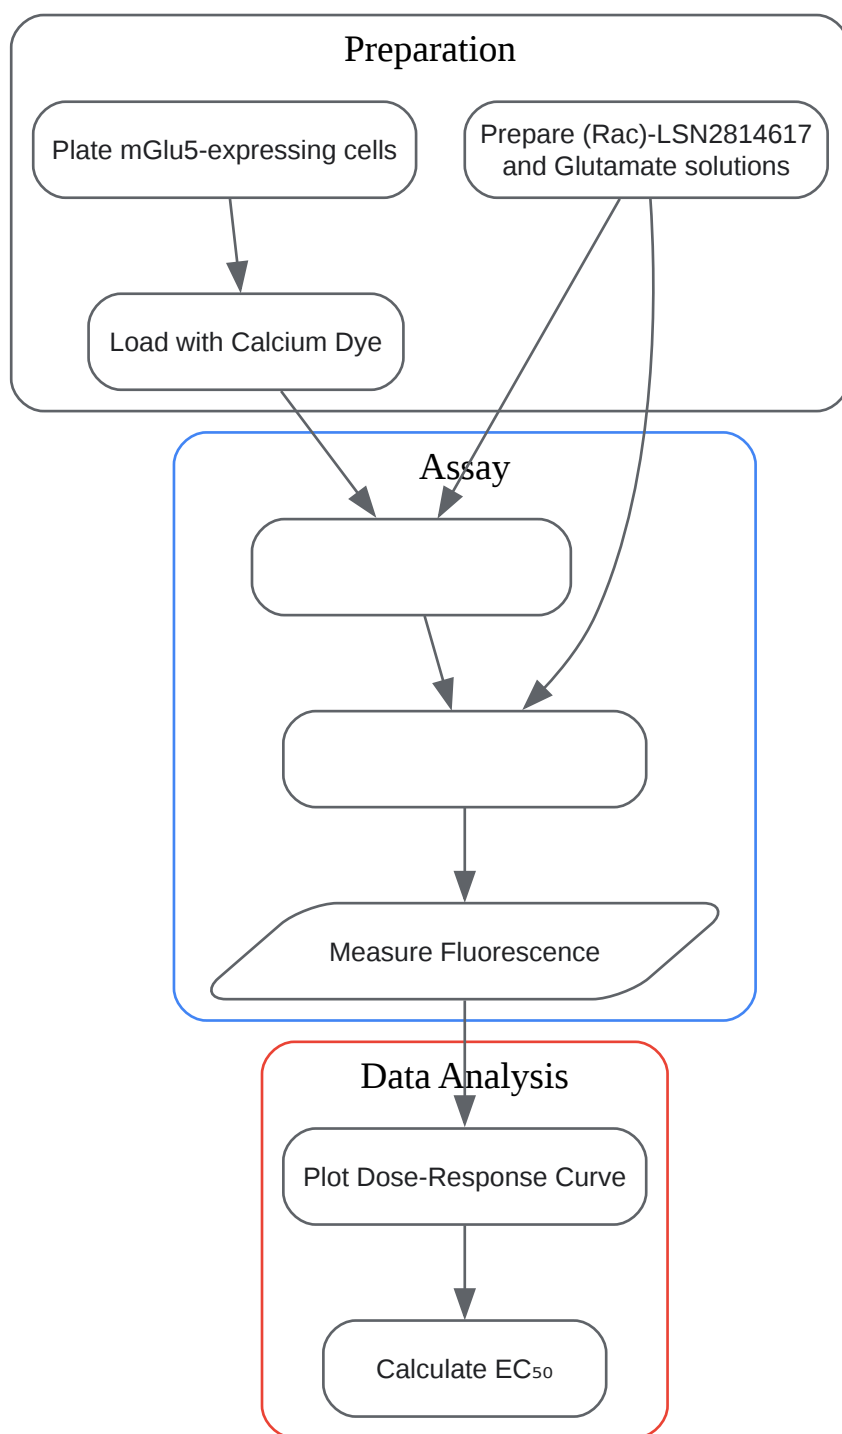 Preparation
Plate mGlu5-expressing cells
Prepare (Rac)-LSN2814617
and Glutamate solutions
Load with Calcium Dye
Assay
Measure Fluorescence
Data Analysis
Plot Dose-Response Curve
Calculate EC₅₀